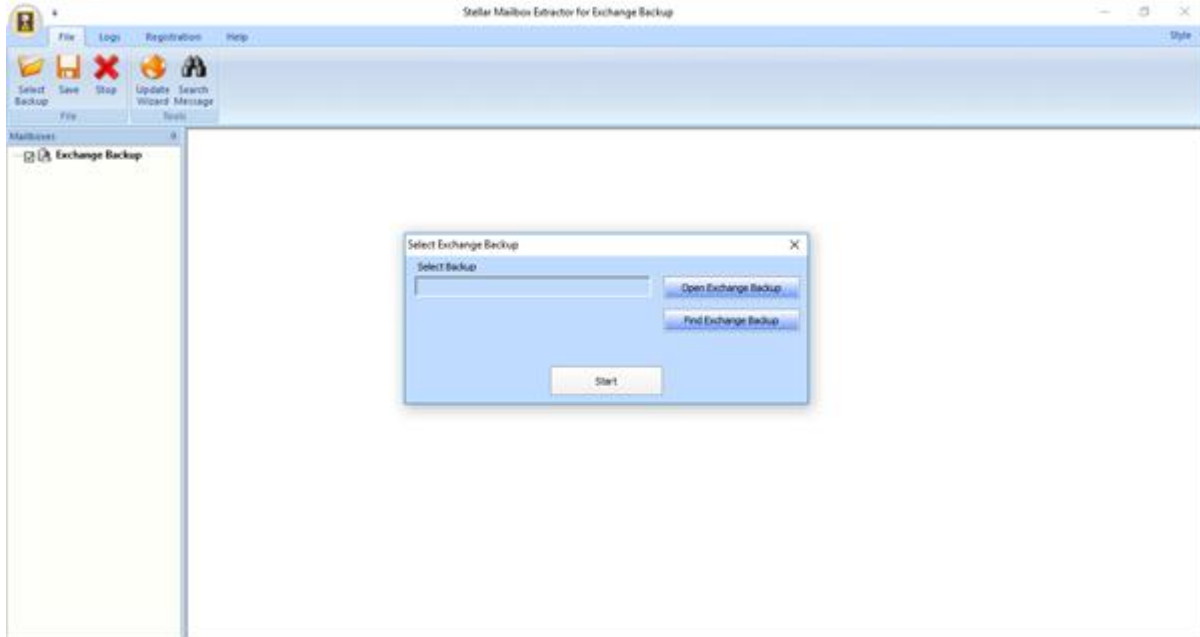 Stellar Mailbox Extractor for Exchange Backup
File Logs Registration Help Style
Select Backup Save Stop Update Wizard Search Message
File Tools
Mailboxes
Exchange Backup
Select Exchange Backup
Select Backup
Open Exchange Backup
Find Exchange Backup
Start